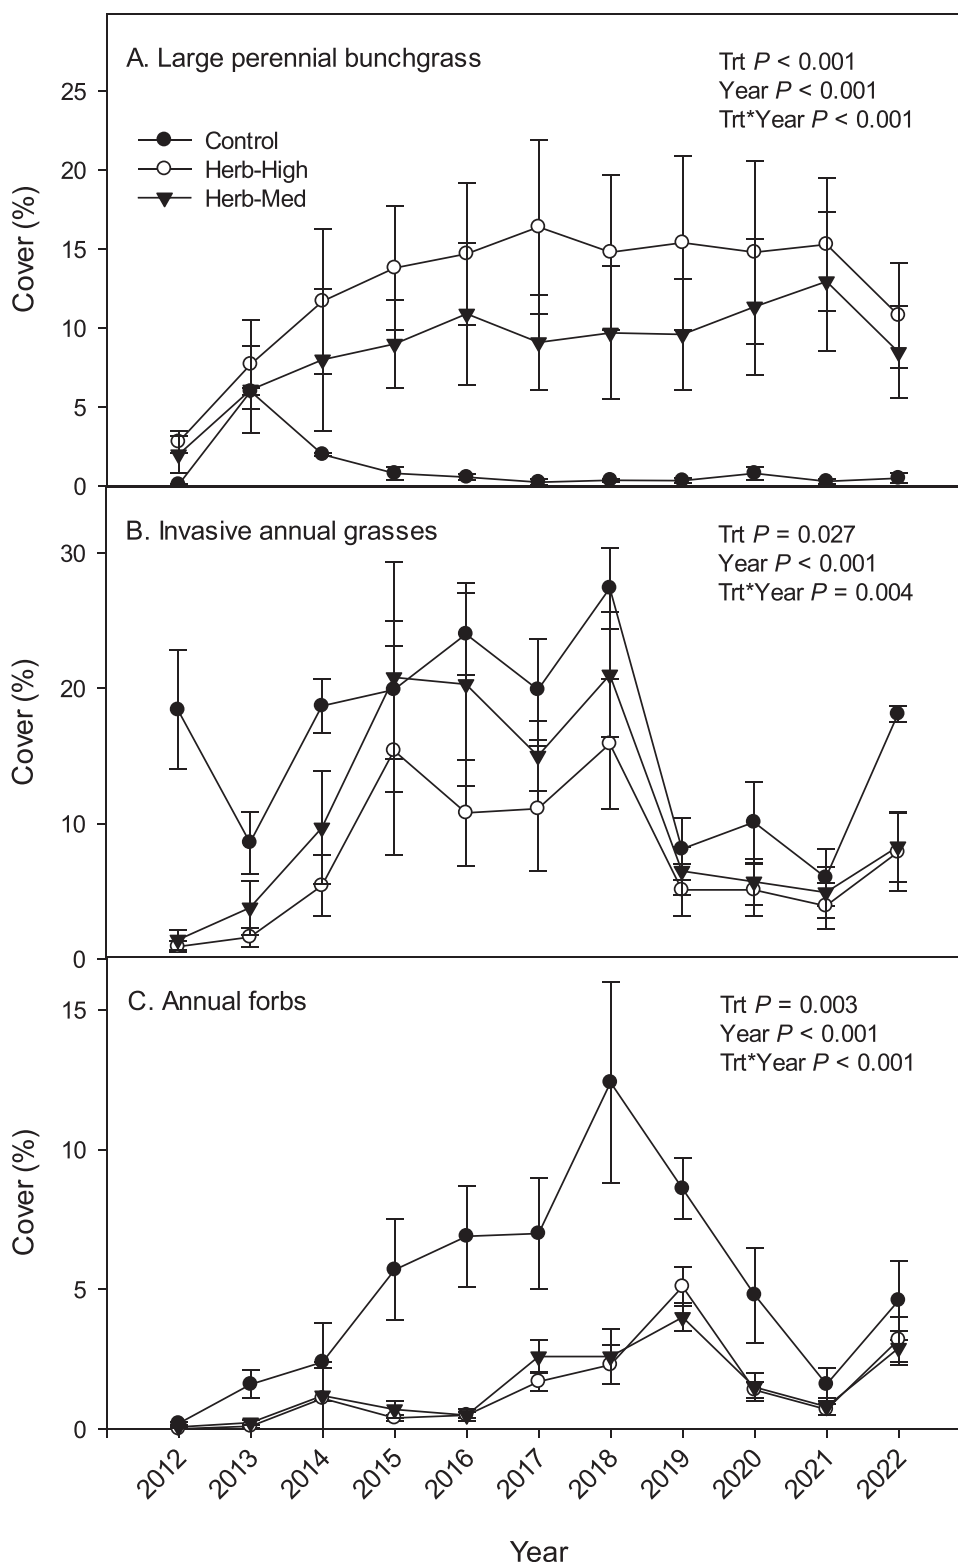 A. Large perennial bunchgrass
Trt P < 0.001
Year P < 0.001
Trt*Year P < 0.001
Control
Herb-High
Herb-Med
Cover (%)
25
20
15
10
5
0
B. Invasive annual grasses
Trt P = 0.027
Year P < 0.001
Trt*Year P = 0.004
Cover (%)
30
20
10
0
C. Annual forbs
Trt P = 0.003
Year P < 0.001
Trt*Year P < 0.001
Cover (%)
15
10
5
0
2012
2013
2014
2015
2016
2017
2018
2019
2020
2021
2022
Year